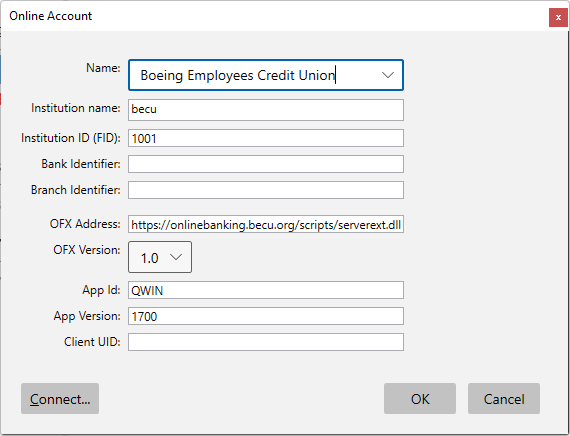 Online Account
x
Name: Boeing Employees Credit Union
Institution name: becu
Institution ID (FID): 1001
Bank Identifier:
Branch Identifier:
OFX Address: https://onlinebanking.becu.org/scripts/serverext.dll
OFX Version: 1.0
App Id: QWIN
App Version: 1700
Client UID:
Connect... OK Cancel